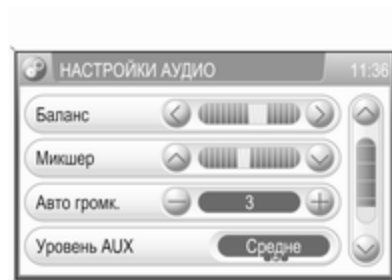 НАСТРОЙКИ АУДИО 11:36
Баланс
Микшер
Авто громк. 3
Уровень AUX Средне